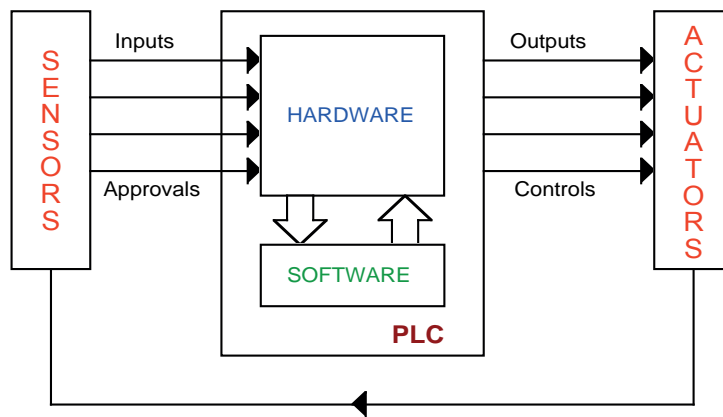 SENSORS
Inputs
Approvals
HARDWARE
SOFTWARE
PLC
Outputs
Controls
ACTUATORS